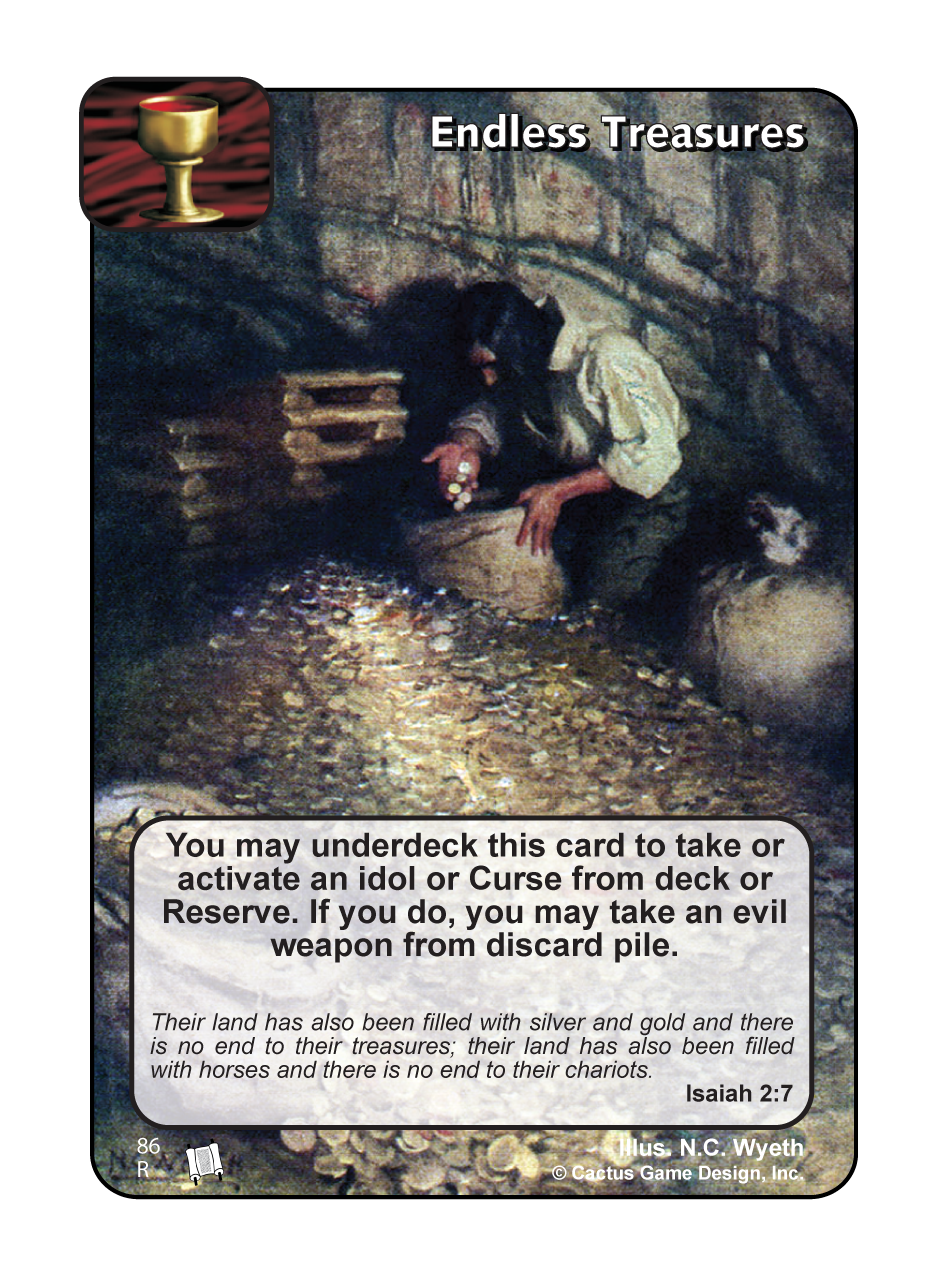 Endless Treasures
You may underdeck this card to take or
activate an idol or Curse from deck or
Reserve. If you do, you may take an evil
weapon from discard pile.
Their land has also been filled with silver and gold and there
is no end to their treasures; their land has also been filled
with horses and there is no end to their chariots.
Isaiah 2:7
86
R
Illus. N.C. Wyeth
© Cactus Game Design, Inc.